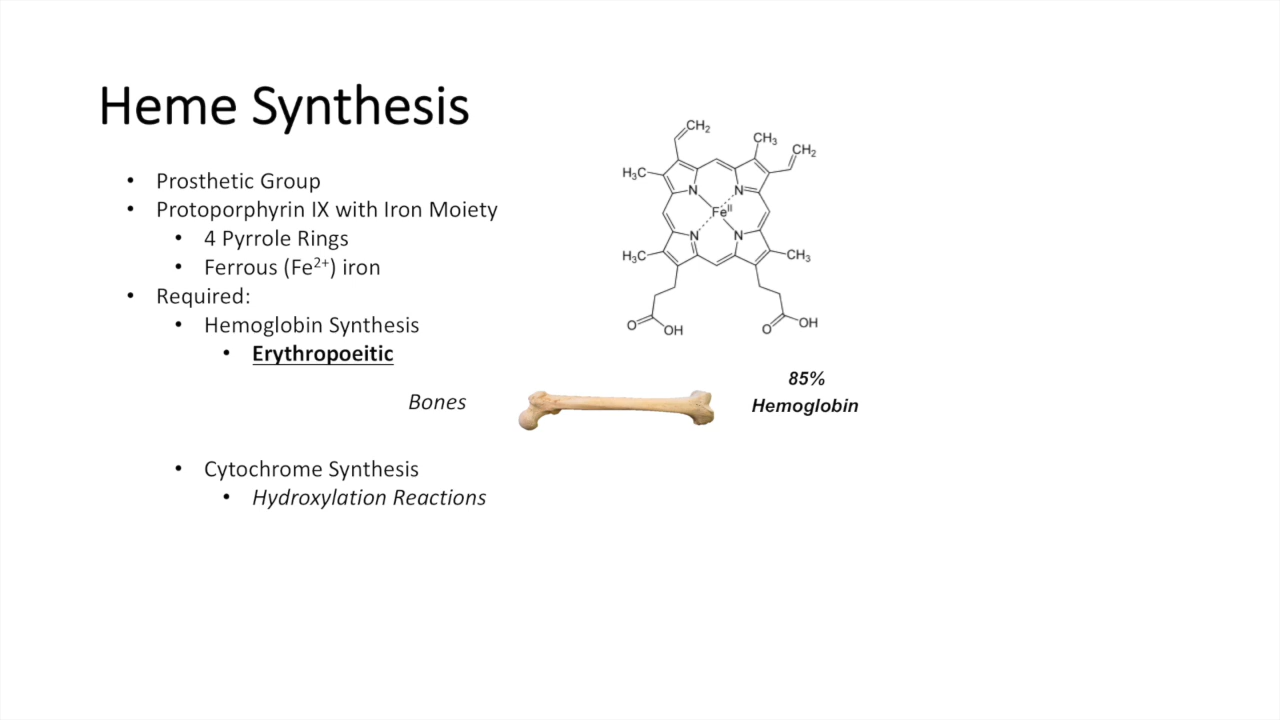 Heme Synthesis
• Prosthetic Group
• Protoporphyrin IX with Iron Moiety
• 4 Pyrrole Rings
• Ferrous (Fe²⁺) iron
• Required:
• Hemoglobin Synthesis
• Erythropoeitic
Bones
85%
Hemoglobin
• Cytochrome Synthesis
• Hydroxylation Reactions
CH₂
CH₃
CH₂
H₃C
N
N
Feᴵᴵ
N
N
H₃C
CH₃
O
OH
O
OH